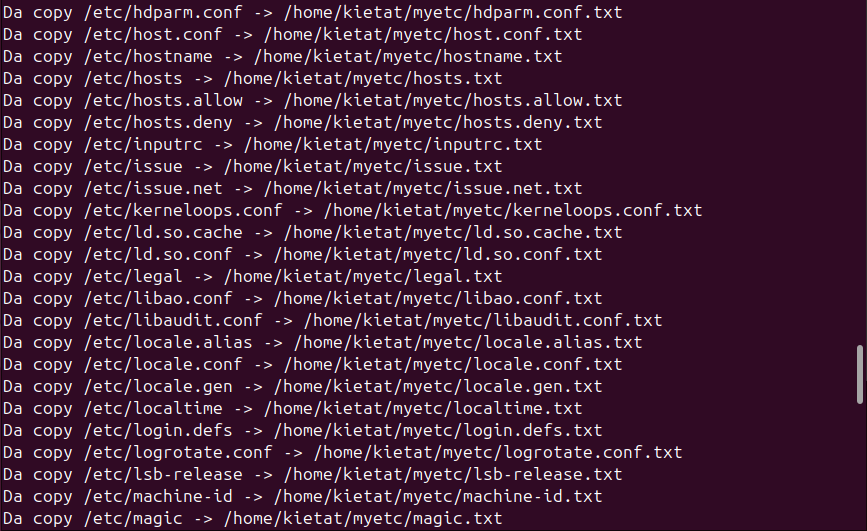 Da copy /etc/hdparm.conf -> /home/kietat/myetc/hdparm.conf.txt
Da copy /etc/host.conf -> /home/kietat/myetc/host.conf.txt
Da copy /etc/hostname -> /home/kietat/myetc/hostname.txt
Da copy /etc/hosts -> /home/kietat/myetc/hosts.txt
Da copy /etc/hosts.allow -> /home/kietat/myetc/hosts.allow.txt
Da copy /etc/hosts.deny -> /home/kietat/myetc/hosts.deny.txt
Da copy /etc/inputrc -> /home/kietat/myetc/inputrc.txt
Da copy /etc/issue -> /home/kietat/myetc/issue.txt
Da copy /etc/issue.net -> /home/kietat/myetc/issue.net.txt
Da copy /etc/kerneloops.conf -> /home/kietat/myetc/kerneloops.conf.txt
Da copy /etc/ld.so.cache -> /home/kietat/myetc/ld.so.cache.txt
Da copy /etc/ld.so.conf -> /home/kietat/myetc/ld.so.conf.txt
Da copy /etc/legal -> /home/kietat/myetc/legal.txt
Da copy /etc/libao.conf -> /home/kietat/myetc/libao.conf.txt
Da copy /etc/libaudit.conf -> /home/kietat/myetc/libaudit.conf.txt
Da copy /etc/locale.alias -> /home/kietat/myetc/locale.alias.txt
Da copy /etc/locale.conf -> /home/kietat/myetc/locale.conf.txt
Da copy /etc/locale.gen -> /home/kietat/myetc/locale.gen.txt
Da copy /etc/localtime -> /home/kietat/myetc/localtime.txt
Da copy /etc/login.defs -> /home/kietat/myetc/login.defs.txt
Da copy /etc/logrotate.conf -> /home/kietat/myetc/logrotate.conf.txt
Da copy /etc/lsb-release -> /home/kietat/myetc/lsb-release.txt
Da copy /etc/machine-id -> /home/kietat/myetc/machine-id.txt
Da copy /etc/magic -> /home/kietat/myetc/magic.txt